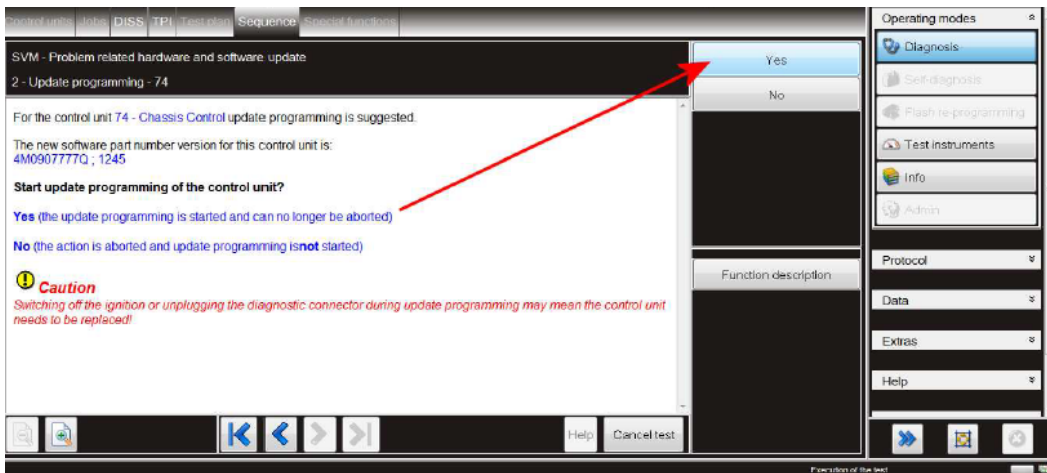 Control units Jobs DISS TPI Test plan Sequence Special functions
SVM - Problem related hardware and software update
2 - Update programming - 74
For the control unit 74 - Chassis Control update programming is suggested.
The new software part number version for this control unit is:
4M0907777Q ; 1245
Start update programming of the control unit?
Yes (the update programming is started and can no longer be aborted)
No (the action is aborted and update programming isnot started)
Caution
Switching off the ignition or unplugging the diagnostic connector during update programming may mean the control unit
needs to be replaced!
Help
Cancel test
Yes
No
Function description
Operating modes
Diagnosis
Self-diagnosis
Flash re-programming
Test instruments
Info
Admin
Protocol
Data
Extras
Help
Execution of the test